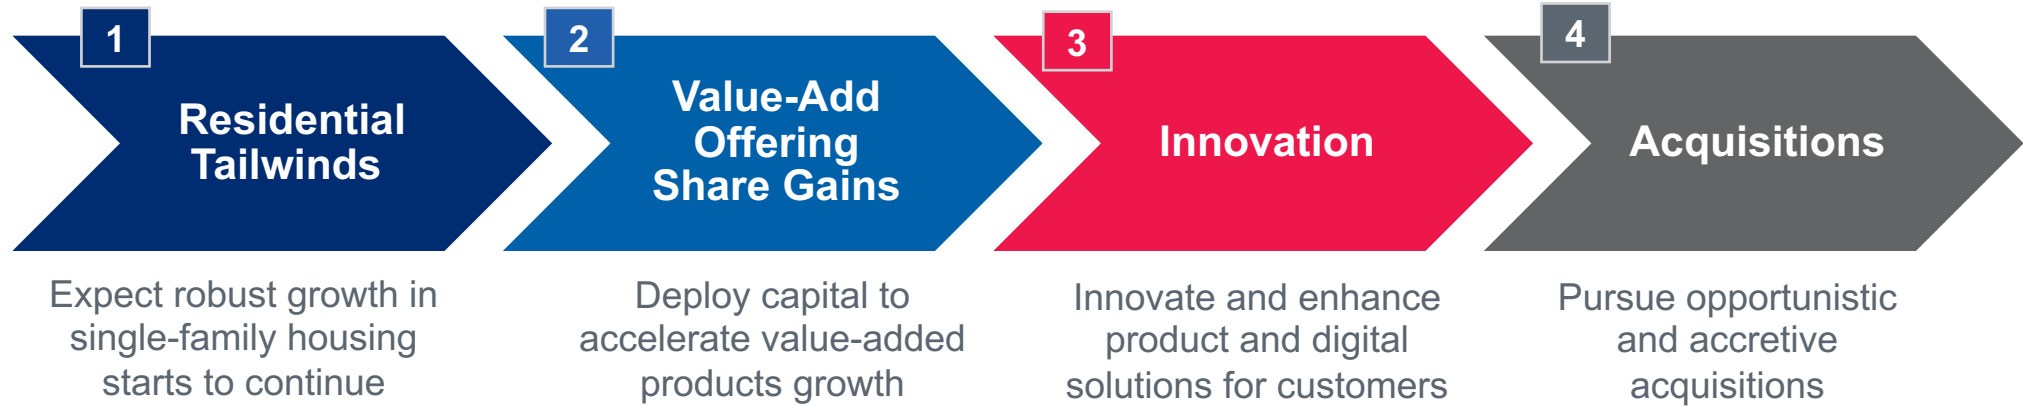 1
Residential
Tailwinds
Expect robust growth in
single-family housing
starts to continue
2
Value-Add
Offering
Share Gains
Deploy capital to
accelerate value-added
products growth
3
Innovation
Innovate and enhance
product and digital
solutions for customers
4
Acquisitions
Pursue opportunistic
and accretive
acquisitions